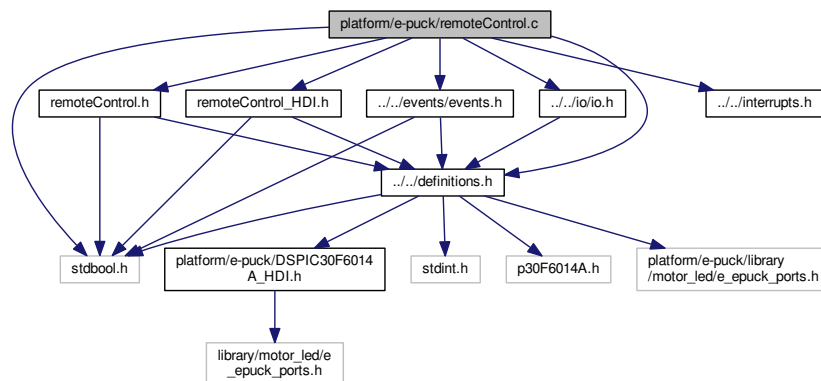 platform/e-puck/remoteControl.c
remoteControl.h
remoteControl_HDI.h
../../events/events.h
../../io/io.h
../../interrupts.h
../../definitions.h
stdbool.h
platform/e-puck/DSPIC30F6014
A_HDI.h
stdint.h
p30F6014A.h
platform/e-puck/library
/motor_led/e_epuck_ports.h
library/motor_led/e
_epuck_ports.h